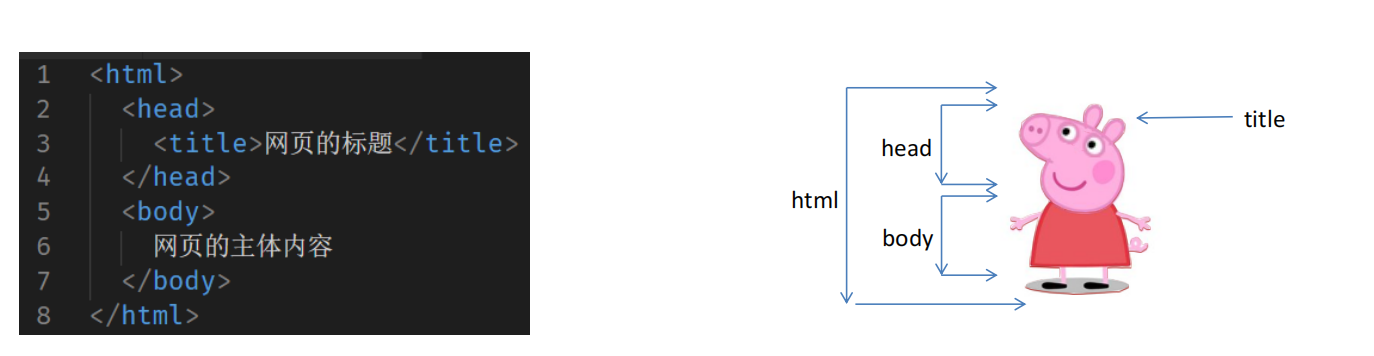 1 <html>
2 <head>
3 <title>网页的标题</title>
4 </head>
5 <body>
6 网页的主体内容
7 </body>
8 </html>
title
head
html
body